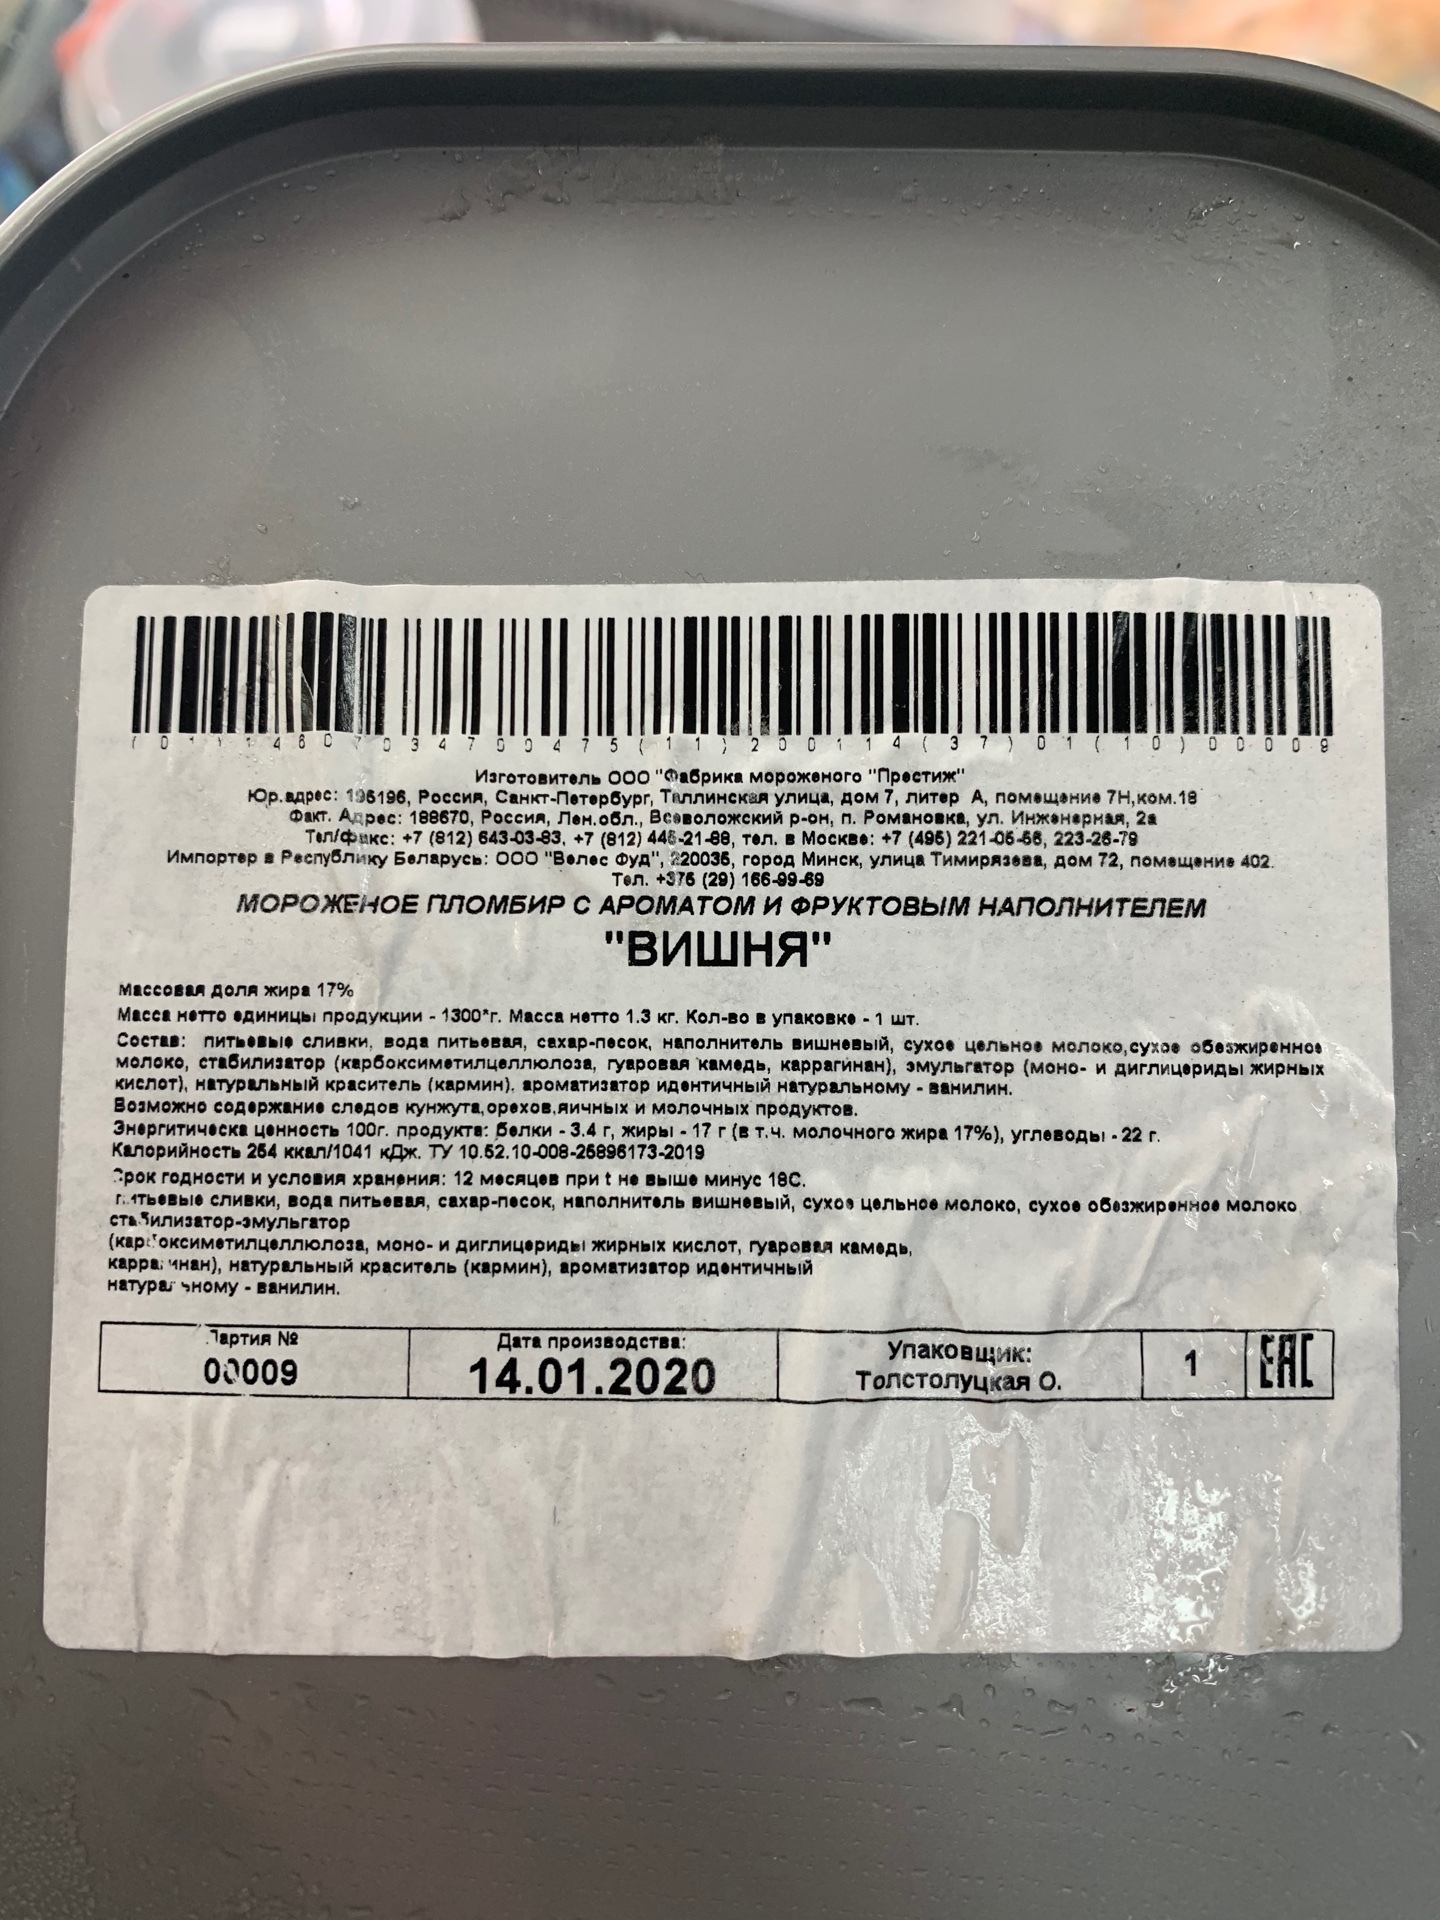 (01)14607034700475(11)200114(37)01(10)00009
Изготовитель ООО "Фабрика мороженого "Престиж"
Юр.адрес: 196196, Россия, Санкт-Петербург, Таллинская улица, дом 7, литер А, помещение 7Н,ком.18
Факт. Адрес: 188670, Россия, Лен.обл., Всеволожский р-он, п. Романовка, ул. Инженерная, 2а
Тел/факс: +7 (812) 643-03-83, +7 (812) 445-21-88, тел. в Москве: +7 (495) 221-06-66, 223-26-79
Импортер в Республику Беларусь: ООО "Велес Фуд", 220035, город Минск, улица Тимирязева, дом 72, помещение 402.
Тел. +375 (29) 166-99-69
МОРОЖЕНОЕ ПЛОМБИР С АРОМАТОМ И ФРУКТОВЫМ НАПОЛНИТЕЛЕМ
"ВИШНЯ"
Массовая доля жира 17%
Масса нетто единицы продукции - 1300*г. Масса нетто 1.3 кг. Кол-во в упаковке - 1 шт.
Состав: питьевые сливки, вода питьевая, сахар-песок, наполнитель вишневый, сухое цельное молоко,сухое обезжиренное
молоко, стабилизатор (карбоксиметилцеллюлоза, гуаровая камедь, каррагинан), эмульгатор (моно- и диглицериды жирных
кислот), натуральный краситель (кармин), ароматизатор идентичный натуральному - ванилин.
Возможно содержание следов кунжута,орехов,яичных и молочных продуктов.
Энергитическа ценность 100г. продукта: белки - 3.4 г, жиры - 17 г (в т.ч. молочного жира 17%), углеводы - 22 г.
Калорийность 254 ккал/1041 кДж. ТУ 10.52.10-008-25896173-2019
Срок годности и условия хранения: 12 месяцев при t не выше минус 18С.
питьевые сливки, вода питьевая, сахар-песок, наполнитель вишневый, сухое цельное молоко, сухое обезжиренное молоко
стабилизатор-эмульгатор
(карбоксиметилцеллюлоза, моно- и диглицериды жирных кислот, гуаровая камедь,
каррагинан), натуральный краситель (кармин), ароматизатор идентичный
натуральному - ванилин.
Партия №
00009
Дата производства:
14.01.2020
Упаковщик:
Толстолуцкая О.
1
EAC